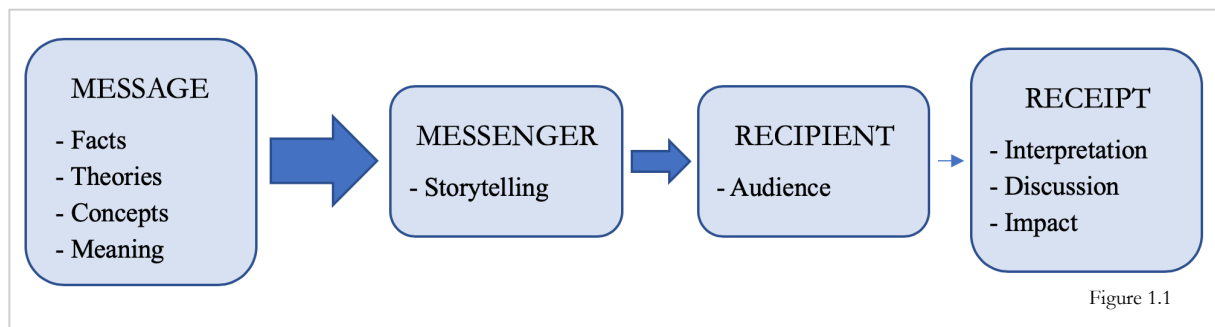 MESSAGE
- Facts
- Theories
- Concepts
- Meaning
MESSENGER
- Storytelling
RECIPIENT
- Audience
RECEIPT
- Interpretation
- Discussion
- Impact
Figure 1.1